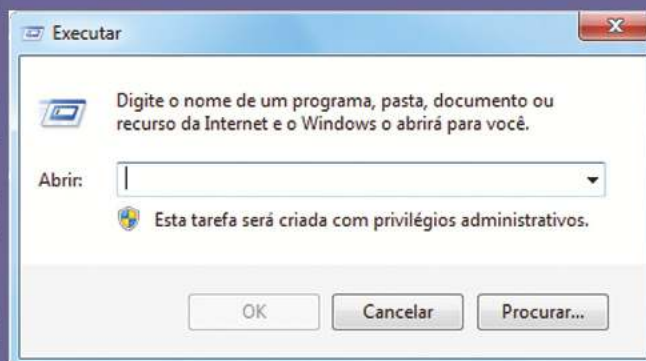 Executar
Digite o nome de um programa, pasta, documento ou
recurso da Internet e o Windows o abrirá para você.
Abrir:
Esta tarefa será criada com privilégios administrativos.
OK Cancelar Procurar...